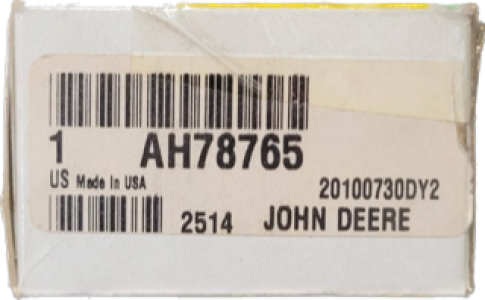 1 AH78765
US Made In USA 20100730DY2
2514 JOHN DEERE